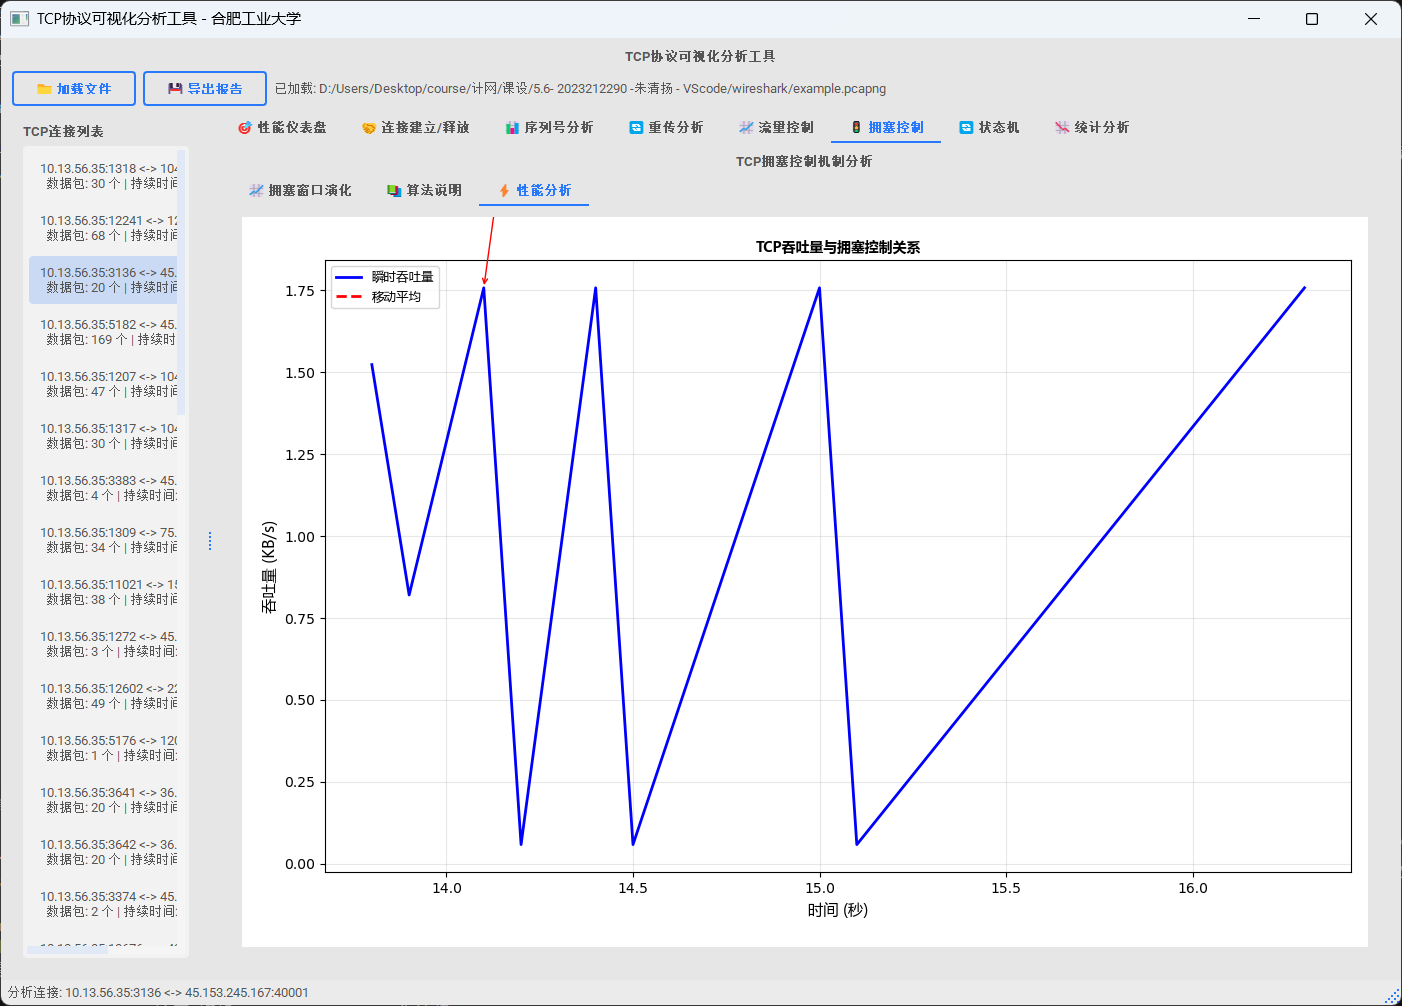 TCP协议可视化分析工具 - 合肥工业大学
TCP协议可视化分析工具
加载文件
导出报告
已加载: D:/Users/Desktop/course/计网/课设/5.6- 2023212290 -朱清扬 - VScode/wireshark/example.pcapng
TCP连接列表
性能仪表盘
连接建立/释放
序列号分析
重传分析
流量控制
拥塞控制
状态机
统计分析
TCP拥塞控制机制分析
拥塞窗口演化
算法说明
性能分析
10.13.56.35:1318 <-> 104
数据包: 30 个 | 持续时间
10.13.56.35:12241 <-> 12
数据包: 68 个 | 持续时间
10.13.56.35:3136 <-> 45.
数据包: 20 个 | 持续时间
10.13.56.35:5182 <-> 45.
数据包: 169 个 | 持续时
10.13.56.35:1207 <-> 104
数据包: 47 个 | 持续时间
10.13.56.35:1317 <-> 104
数据包: 30 个 | 持续时间
10.13.56.35:3383 <-> 45.
数据包: 4 个 | 持续时间:
10.13.56.35:1309 <-> 75.
数据包: 34 个 | 持续时间
10.13.56.35:11021 <-> 15
数据包: 38 个 | 持续时间
10.13.56.35:1272 <-> 45.
数据包: 3 个 | 持续时间:
10.13.56.35:12602 <-> 22
数据包: 49 个 | 持续时间
10.13.56.35:5176 <-> 120
数据包: 1 个 | 持续时间:
10.13.56.35:3641 <-> 36.
数据包: 20 个 | 持续时间
10.13.56.35:3642 <-> 36.
数据包: 20 个 | 持续时间
10.13.56.35:3374 <-> 45.
数据包: 2 个 | 持续时间:
TCP吞吐量与拥塞控制关系
瞬时吞吐量
移动平均
吞吐量 (KB/s)
1.75
1.50
1.25
1.00
0.75
0.50
0.25
0.00
14.0
14.5
15.0
15.5
16.0
时间 (秒)
分析连接: 10.13.56.35:3136 <-> 45.153.245.167:40001